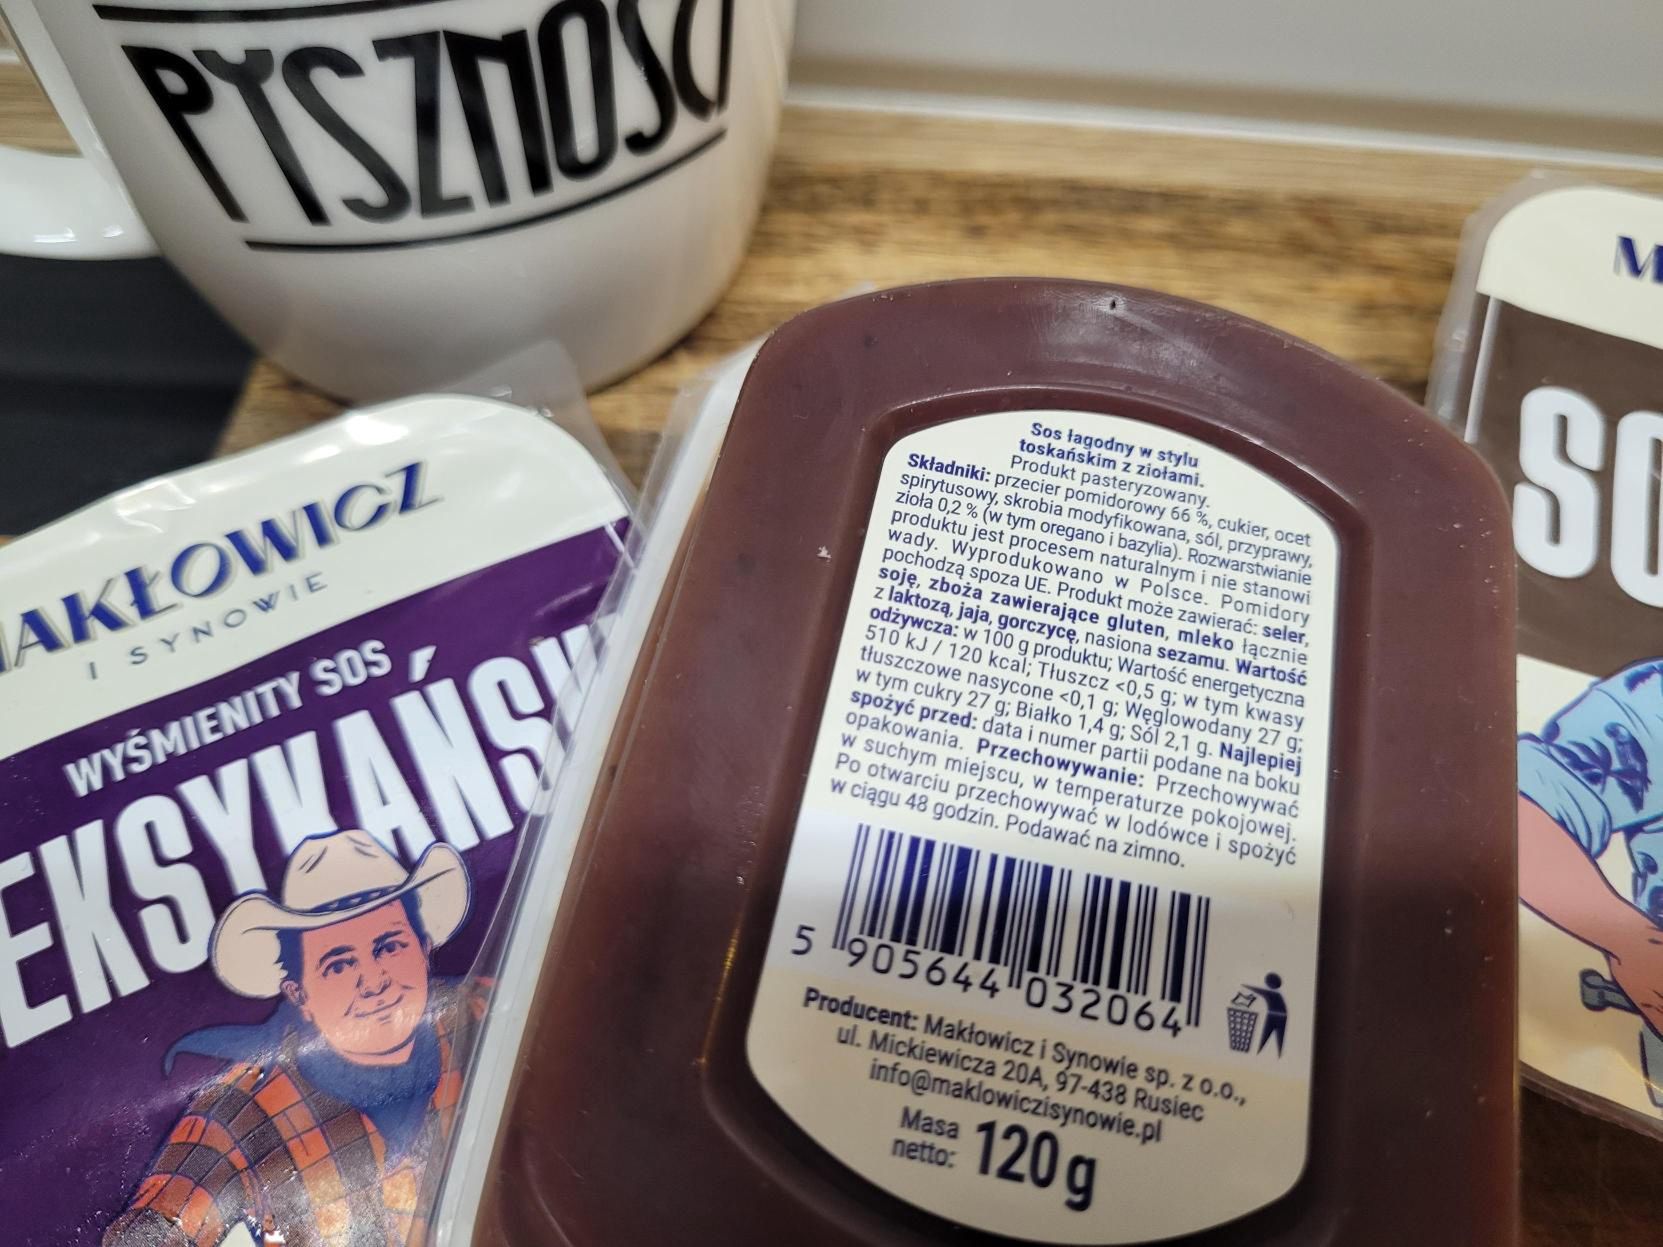 PYSZNOŚCI
MAKŁOWICZ
I SYNOWIE
WYŚMIENITY SOS
Sos łagodny w stylu
toskańskim z ziołami.
Produkt pasteryzowany.
Składniki: przecier pomidorowy 66 %, cukier, ocet
spirytusowy, skrobia modyfikowana, sól, przyprawy,
zioła 0,2 % (w tym oregano i bazylia). Rozwarstwianie
produktu jest procesem naturalnym i nie stanowi
wady. Wyprodukowano w Polsce. Pomidory
pochodzą spoza UE. Produkt może zawierać: seler,
soję, zboża zawierające gluten, mleko łącznie
z laktozą, jaja, gorczycę, nasiona sezamu. Wartość
odżywcza: w 100 g produktu; Wartość energetyczna
510 kJ / 120 kcal; Tłuszcz <0,5 g; w tym kwasy
tłuszczowe nasycone <0,1 g; Węglowodany 27 g;
w tym cukry 27 g; Białko 1,4 g; Sól 2,1 g. Najlepiej
spożyć przed: data i numer partii podane na boku
opakowania. Przechowywanie: Przechowywać
w suchym miejscu, w temperaturze pokojowej.
Po otwarciu przechowywać w lodówce i spożyć
w ciągu 48 godzin. Podawać na zimno.
5 905644 032064
Producent: Makłowicz i Synowie sp. z o.o.,
ul. Mickiewicza 20A, 97-438 Rusiec
info@maklowiczisynowie.pl
Masa
netto: 120 g